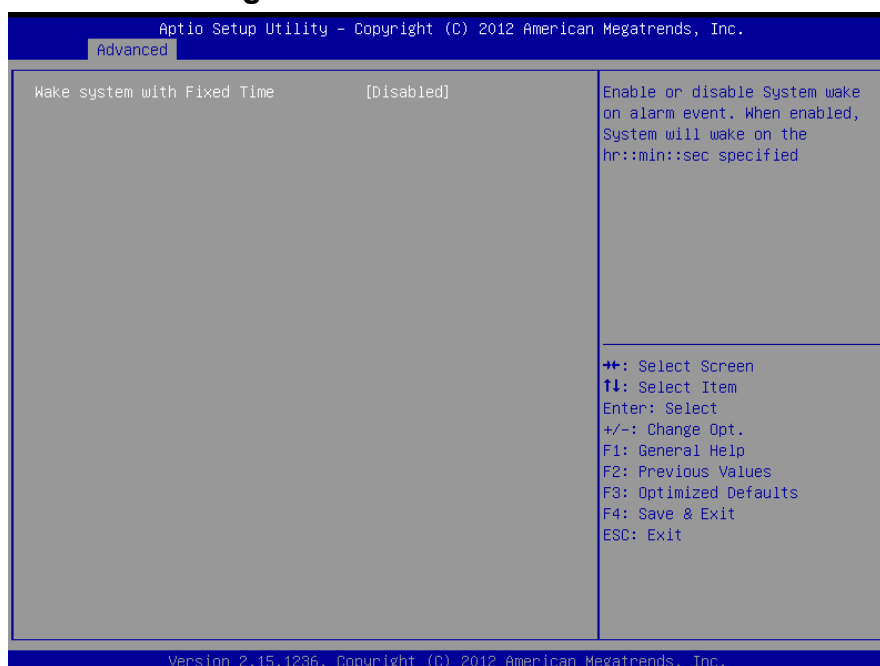 Aptio Setup Utility – Copyright (C) 2012 American Megatrends, Inc.
Advanced
Wake system with Fixed Time [Disabled]
Enable or disable System wake
on alarm event. When enabled,
System will wake on the
hr::min::sec specified
→←: Select Screen
↑↓: Select Item
Enter: Select
+/-: Change Opt.
F1: General Help
F2: Previous Values
F3: Optimized Defaults
F4: Save & Exit
ESC: Exit
Version 2.15.1236. Copyright (C) 2012 American Megatrends, Inc.